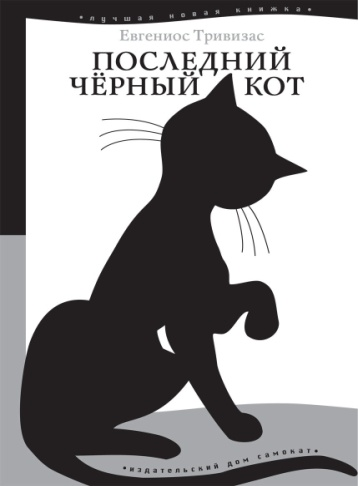 •лучшая новая книжка•
Евгениос Тривизас
ПОСЛЕДНИЙ
ЧЁРНЫЙ КОТ
•издательский дом самокат•